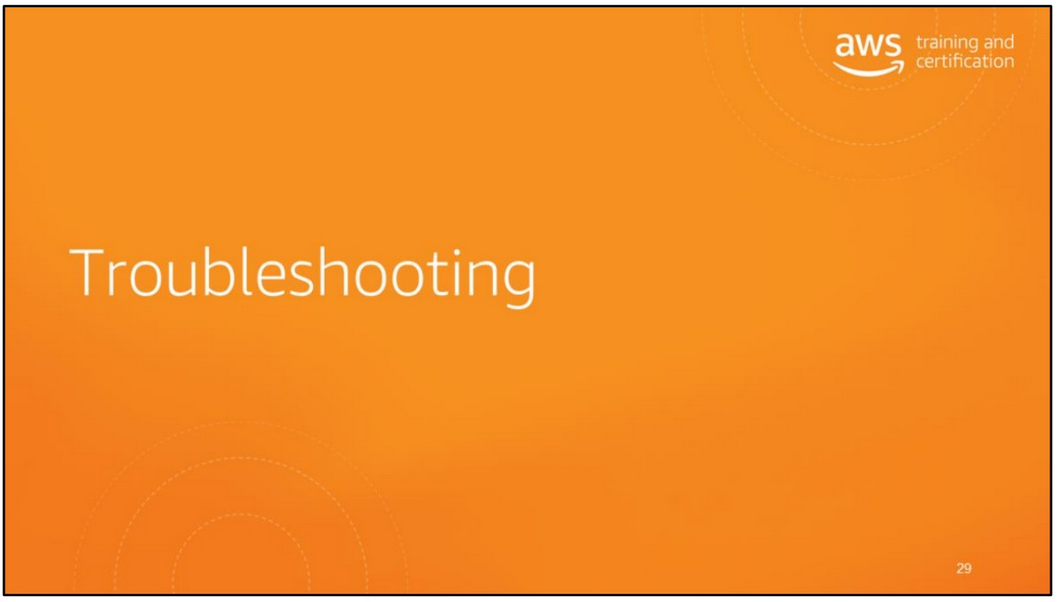 aws training and
certification
Troubleshooting
29